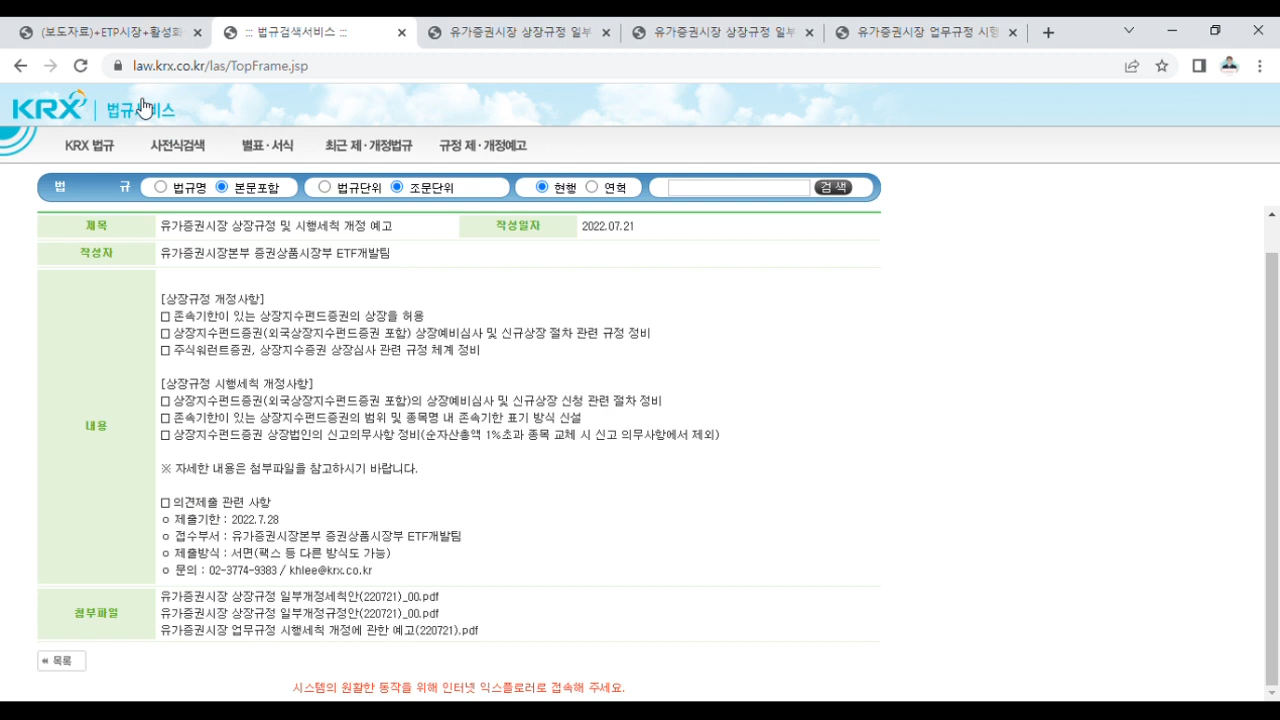 (보도자료)+ETP시장+활성화
::: 법규검색서비스 :::
유가증권시장 상장규정 일부
유가증권시장 상장규정 일부
유가증권시장 업무규정 시행
law.krx.co.kr/las/TopFrame.jsp
KRX 법규서비스
KRX 법규 사전식검색 별표·서식 최근 제·개정법규 규정 제·개정예고
법 규 법규명 본문포함 법규단위 조문단위 현행 연혁 검색
제목 유가증권시장 상장규정 및 시행세칙 개정 예고 작성일자 2022.07.21
작성자 유가증권시장본부 증권상품시장부 ETF개발팀
내용
[상장규정 개정사항]
□ 존속기한이 있는 상장지수펀드증권의 상장을 허용
□ 상장지수펀드증권(외국상장지수펀드증권 포함) 상장예비심사 및 신규상장 절차 관련 규정 정비
□ 주식워런트증권, 상장지수증권 상장심사 관련 규정 체계 정비
[상장규정 시행세칙 개정사항]
□ 상장지수펀드증권(외국상장지수펀드증권 포함)의 상장예비심사 및 신규상장 신청 관련 절차 정비
□ 존속기한이 있는 상장지수펀드증권의 범위 및 종목명 내 존속기한 표기 방식 신설
□ 상장지수펀드증권 상장법인의 신고의무사항 정비(순자산총액 1%초과 종목 교체 시 신고 의무사항에서 제외)
※ 자세한 내용은 첨부파일을 참고하시기 바랍니다.
□ 의견제출 관련 사항
ㅇ 제출기한 : 2022.7.28
ㅇ 접수부서 : 유가증권시장본부 증권상품시장부 ETF개발팀
ㅇ 제출방식 : 서면(팩스 등 다른 방식도 가능)
ㅇ 문의 : 02-3774-9383 / khlee@krx.co.kr
첨부파일
유가증권시장 상장규정 일부개정세칙안(220721)_00.pdf
유가증권시장 상장규정 일부개정규정안(220721)_00.pdf
유가증권시장 업무규정 시행세칙 개정에 관한 예고(220721).pdf
목록
시스템의 원활한 동작을 위해 인터넷 익스플로러로 접속해 주세요.